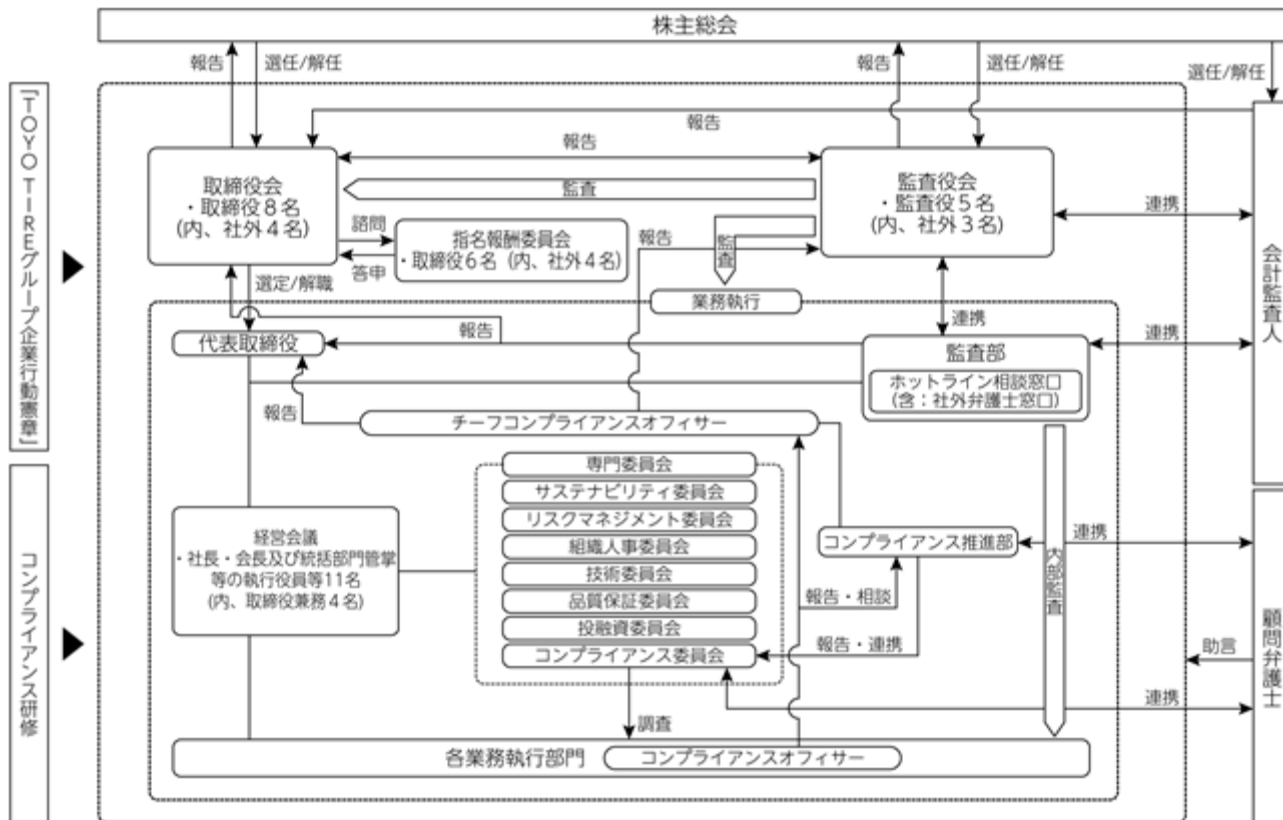 株主総会
報告
選任/解任
報告
選任/解任
選任/解任
「TOYO TIREグループ企業行動憲章」
報告
報告
取締役会
・取締役8名
(内、社外4名)
監査
監査役会
・監査役5名
(内、社外3名)
連携
会計監査人
諮問
答申
指名報酬委員会
・取締役6名(内、社外4名)
報告
監査
選定/解職
業務執行
代表取締役
報告
連携
監査部
ホットライン相談窓口
(含：社外弁護士窓口)
連携
報告
チーフコンプライアンスオフィサー
コンプライアンス研修
専門委員会
サステナビリティ委員会
リスクマネジメント委員会
組織人事委員会
技術委員会
品質保証委員会
投融資委員会
コンプライアンス委員会
経営会議
・社長・会長及び統括部門管掌
等の執行役員等11名
(内、取締役兼務4名)
コンプライアンス推進部
連携
内部監査
報告・相談
報告・連携
顧問弁護士
助言
連携
調査
各業務執行部門
コンプライアンスオフィサー